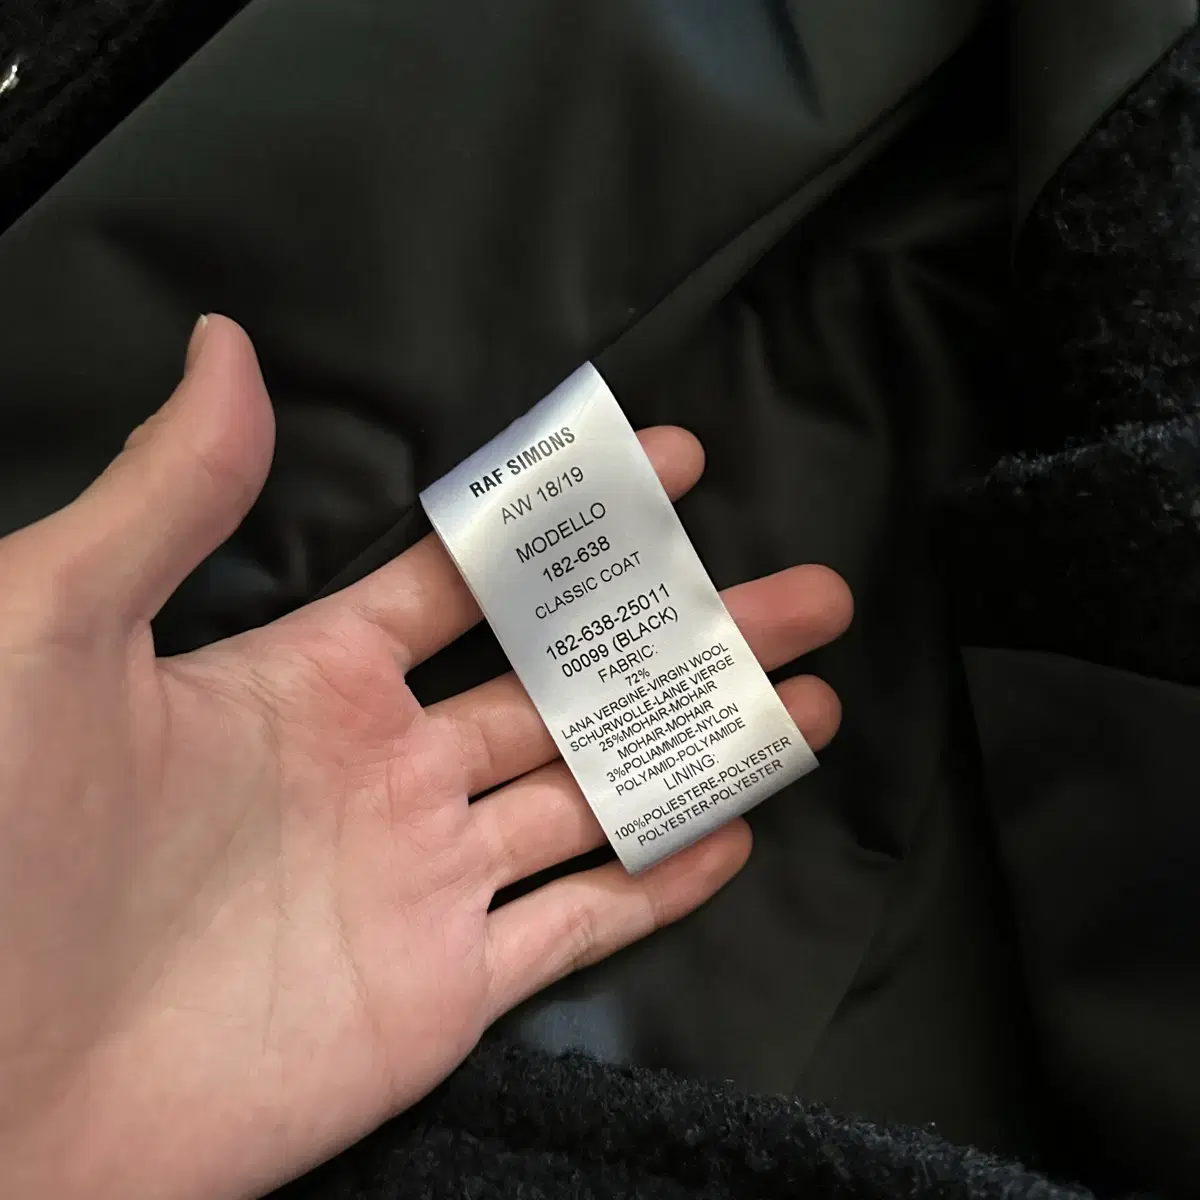 RAF SIMONS
AW 18/19
MODELLO
182-638
CLASSIC COAT
182-638-25011
00099 (BLACK)
FABRIC:
72%
LANA VERGINE-VIRGIN WOOL
SCHURWOLLE-LAINE VIERGE
25%MOHAIR-MOHAIR
MOHAIR-MOHAIR
3%POLIAMMIDE-NYLON
POLYAMID-POLYAMIDE
LINING:
100%POLIESTERE-POLYESTER
POLYESTER-POLYESTER